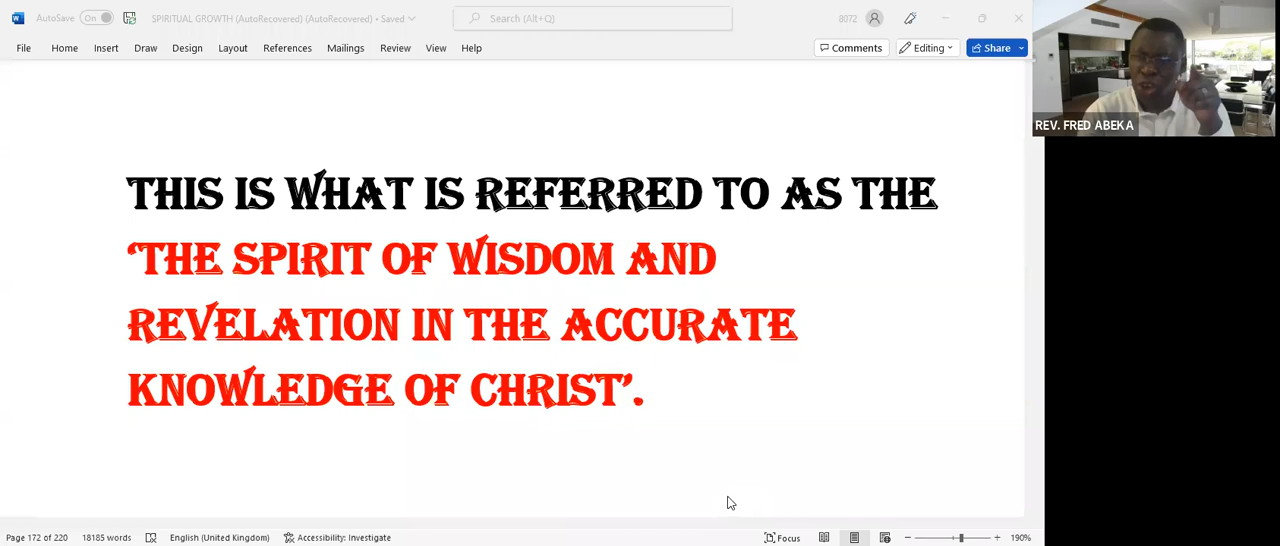 AutoSave On SPIRITUAL GROWTH (AutoRecovered) (AutoRecovered) • Saved Search (Alt+Q) 8072
File Home Insert Draw Design Layout References Mailings Review View Help Comments Editing Share
REV. FRED ABEKA
THIS IS WHAT IS REFERRED TO AS THE
‘THE SPIRIT OF WISDOM AND
REVELATION IN THE ACCURATE
KNOWLEDGE OF CHRIST’.
Page 172 of 220 18185 words English (United Kingdom) Accessibility: Investigate Focus 190%